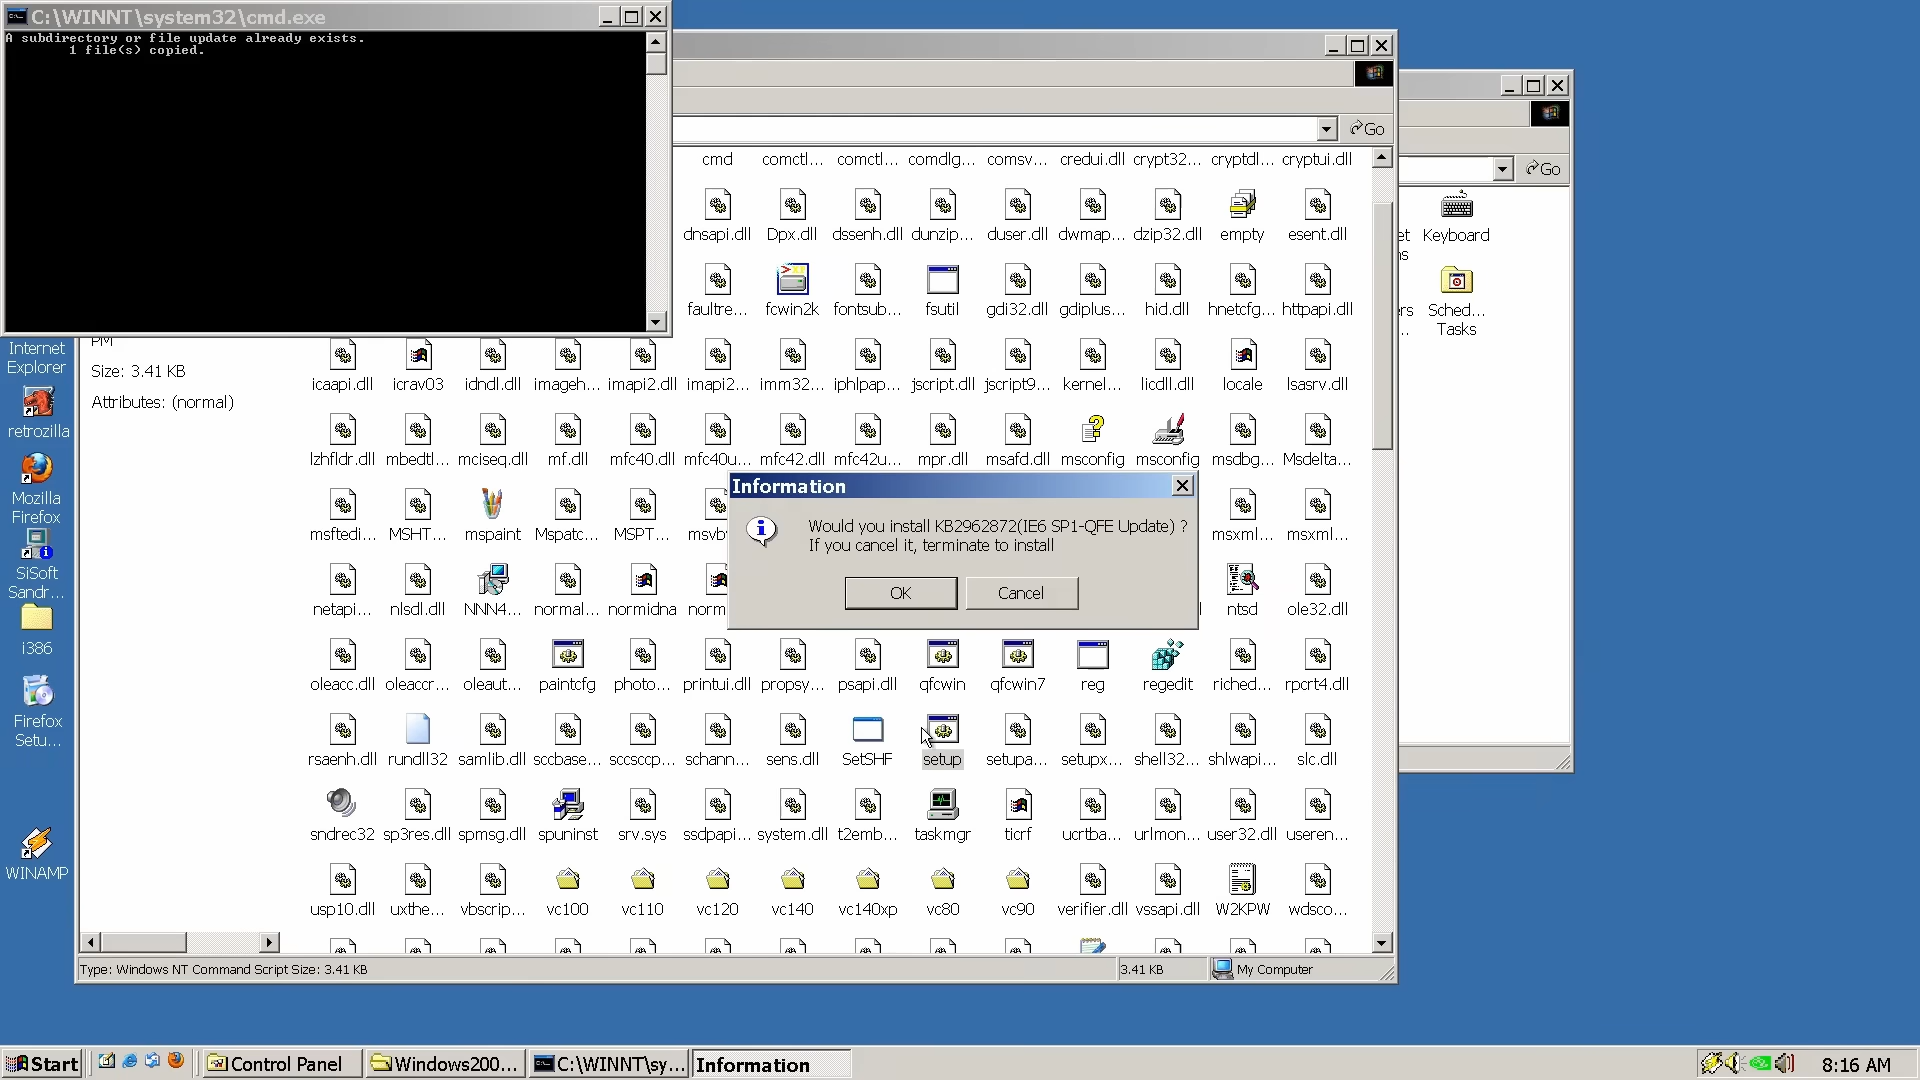 C:\WINNT\system32\cmd.exe
A subdirectory or file update already exists.
1 file(s) copied.
Go
Go
cmd comctl... comctl... comdlg... comsv... credui.dll crypt32... cryptdl... cryptui.dll
dnsapi.dll Dpx.dll dssenh.dll dunzip... duser.dll dwmap... dzip32.dll empty esent.dll
Keyboard
faultre... fcwin2k fontsub... fsutil gdi32.dll gdiplus... hid.dll hnetcfg... httpapi.dll
Sched...
Tasks
PM
Size: 3.41 KB
Attributes: (normal)
icaapi.dll icrav03 idndl.dll imageh... imapi2.dll imapi2... imm32... iphlpap... jscript.dll jscript9... kernel... licdll.dll locale lsasrv.dll
lzhfldr.dll mbedtl... mciseq.dll mf.dll mfc40.dll mfc40u... mfc42.dll mfc42u... mpr.dll msafd.dll msconfig msconfig msdbg... Msdelta...
msftedi... MSHT... mspaint Mspatc... MSPT... msxml... msxml...
Information
Would you install KB2962872(IE6 SP1-QFE Update) ?
If you cancel it, terminate to install
OK Cancel
netapi... nlsdl.dll NNN4... normal... normidna ntsd ole32.dll
oleacc.dll oleaccr... oleaut... paintcfg photo... printui.dll propsy... psapi.dll qfcwin qfcwin7 reg regedit riched... rpcrt4.dll
rsaenh.dll rundll32 samlib.dll sccbase... sccsccp... schann... sens.dll SetSHF setup setupa... setupx... shell32... shlwapi... slc.dll
sndrec32 sp3res.dll spmsg.dll spuninst srv.sys ssdpapi... system.dll t2emb... taskmgr ticrf ucrtba... urlmon... user32.dll useren...
usp10.dll uxthe... vbscrip... vc100 vc110 vc120 vc140 vc140xp vc80 vc90 verifier.dll vssapi.dll W2KPW wdsco...
Type: Windows NT Command Script Size: 3.41 KB
3.41 KB
My Computer
Internet
Explorer
retrozilla
Mozilla
Firefox
SiSoft
Sandr...
i386
Firefox
Setu...
WINAMP
Start
Control Panel
Windows200...
C:\WINNT\sy...
Information
8:16 AM